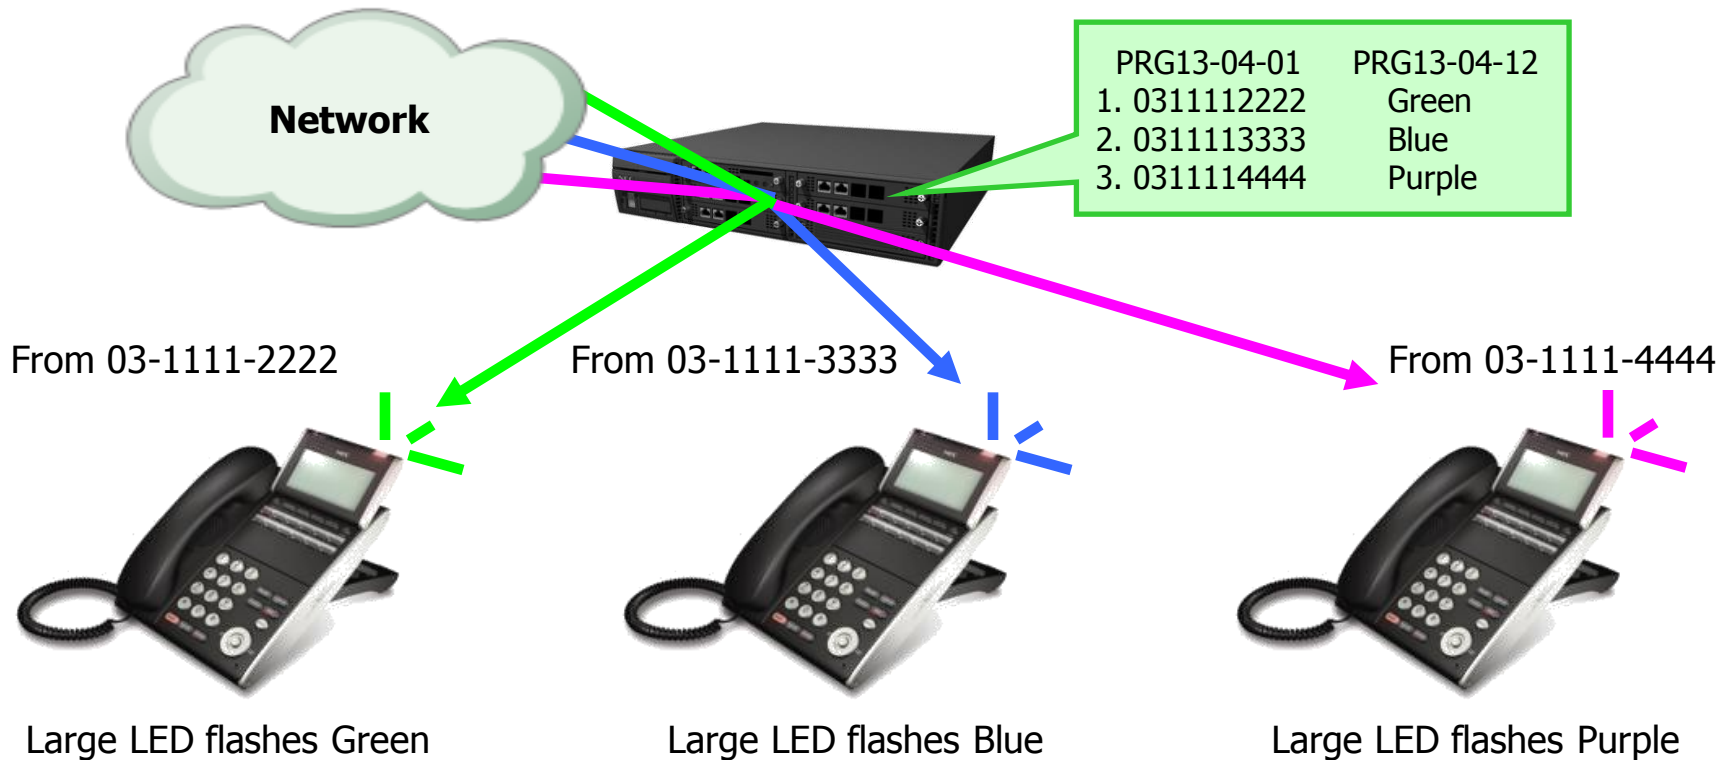 Network
PRG13-04-01 PRG13-04-12
1. 0311112222 Green
2. 0311113333 Blue
3. 0311114444 Purple
From 03-1111-2222
From 03-1111-3333
From 03-1111-4444
Large LED flashes Green
Large LED flashes Blue
Large LED flashes Purple